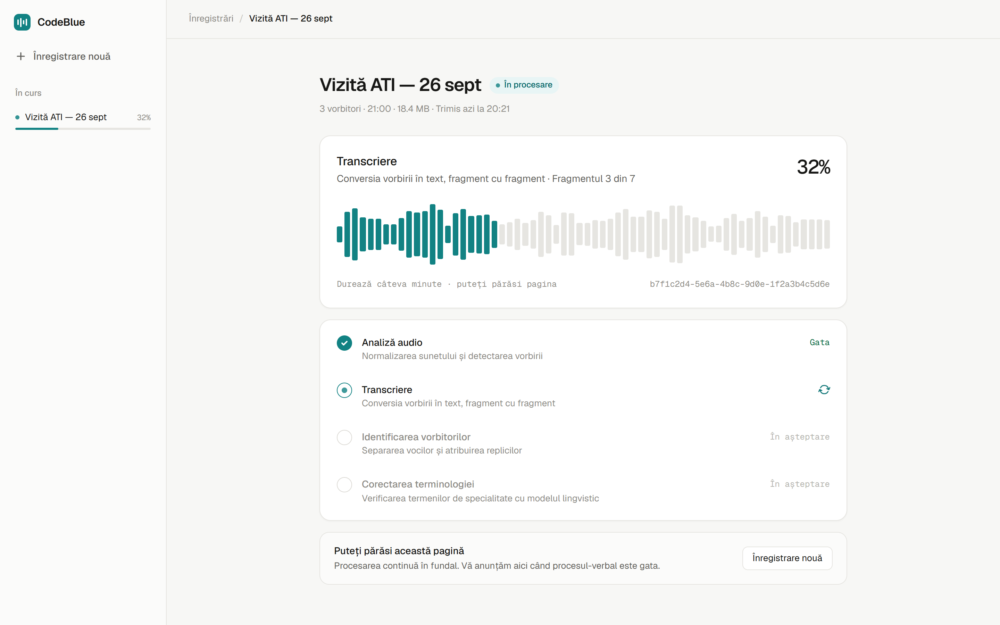 CodeBlue
Înregistrare nouă
În curs
Vizită ATI — 26 sept 32%
Înregistrări / Vizită ATI — 26 sept
Vizită ATI — 26 sept În procesare
3 vorbitori · 21:00 · 18.4 MB · Trimis azi la 20:21
Transcriere
32%
Conversia vorbirii în text, fragment cu fragment · Fragmentul 3 din 7
Durează câteva minute · puteți părăsi pagina b7f1c2d4-5e6a-4b8c-9d0e-1f2a3b4c5d6e
Analiză audio Gata
Normalizarea sunetului și detectarea vorbirii
Transcriere
Conversia vorbirii în text, fragment cu fragment
Identificarea vorbitorilor În așteptare
Separarea vocilor și atribuirea replicilor
Corectarea terminologiei În așteptare
Verificarea termenilor de specialitate cu modelul lingvistic
Puteți părăsi această pagină
Procesarea continuă în fundal. Vă anunțăm aici când procesul-verbal este gata.
Înregistrare nouă